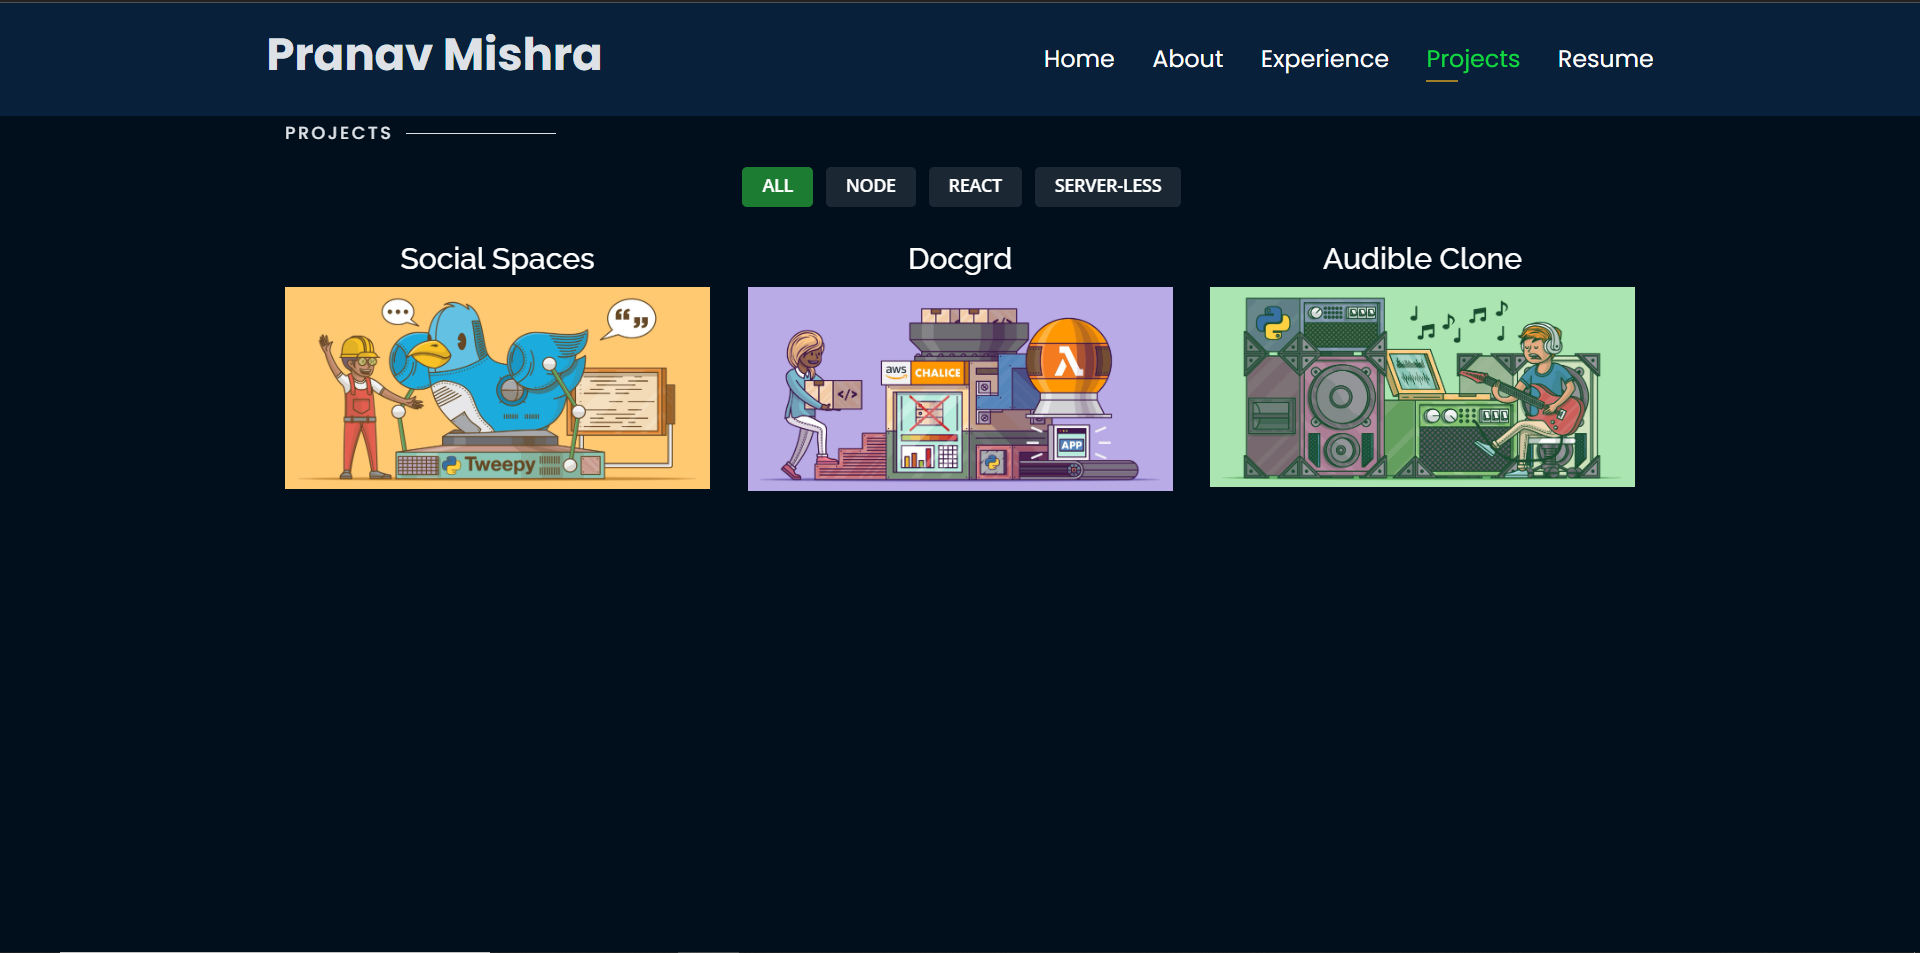 Pranav Mishra
Home About Experience Projects Resume
PROJECTS
ALL NODE REACT SERVER-LESS
Social Spaces
Docgrd
Audible Clone
Tweepy
aws CHALICE
</>
λ
APP